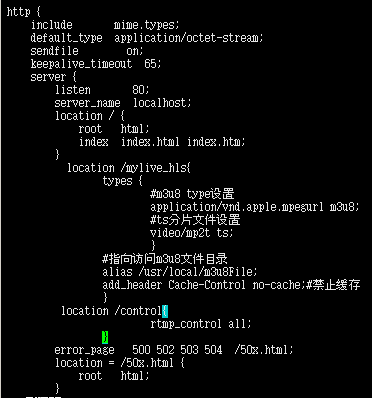 http {
    include       mime.types;
    default_type  application/octet-stream;
    sendfile        on;
    keepalive_timeout  65;
    server {
        listen       80;
        server_name  localhost;
        location / {
            root   html;
            index  index.html index.htm;
        }
          location /mylive_hls{
                types {
                        #m3u8 type设置
                        application/vnd.apple.mpegurl m3u8;
                        #ts分片文件设置
                        video/mp2t ts;
                        }
                #指向访问m3u8文件目录
                alias /usr/local/m3u8File;
                add_header Cache-Control no-cache;#禁止缓存
                }
         location /control{
                        rtmp_control all;
                }
        error_page   500 502 503 504  /50x.html;
        location = /50x.html {
            root   html;
        }